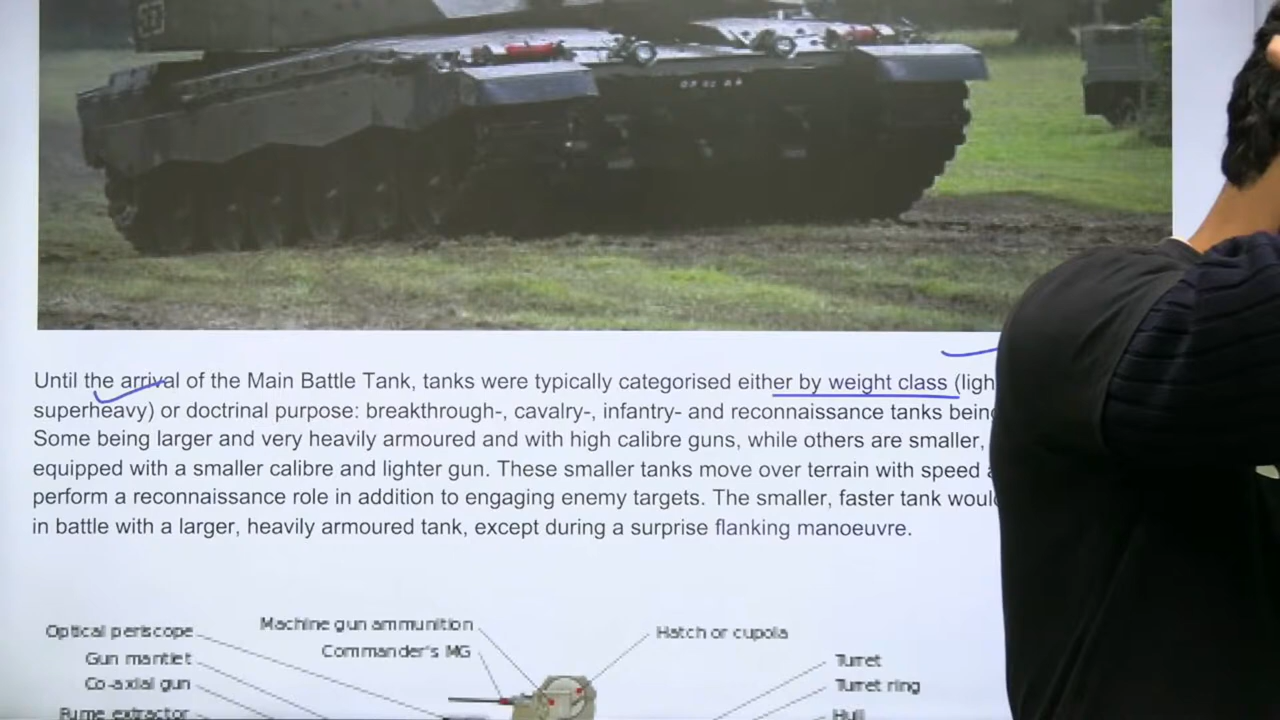 Until the arrival of the Main Battle Tank, tanks were typically categorised either by weight class (ligh
superheavy) or doctrinal purpose: breakthrough-, cavalry-, infantry- and reconnaissance tanks being
Some being larger and very heavily armoured and with high calibre guns, while others are smaller,
equipped with a smaller calibre and lighter gun. These smaller tanks move over terrain with speed
perform a reconnaissance role in addition to engaging enemy targets. The smaller, faster tank would
in battle with a larger, heavily armoured tank, except during a surprise flanking manoeuvre.
Optical periscope
Machine gun ammunition
Hatch or cupola
Commander's MG
Gun mantlet
Turret
Co-axial gun
Turret ring
Fume extractor
Hull